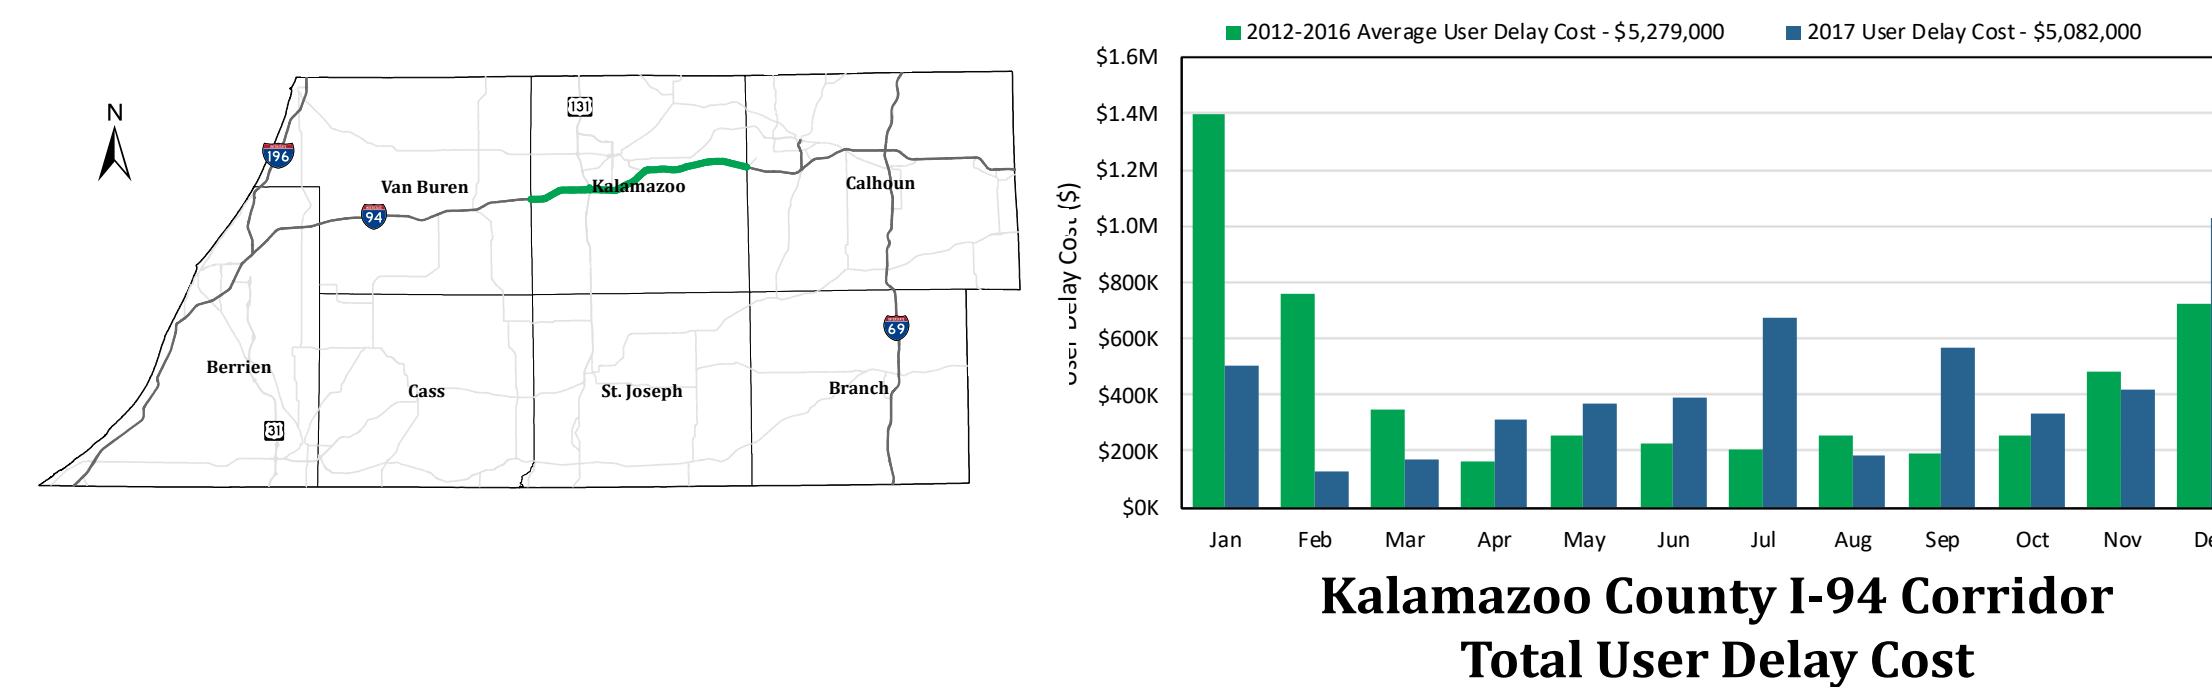 N
131
196
Van Buren
Kalamazoo
Calhoun
94
69
Berrien
Cass
St. Joseph
Branch
31
2012-2016 Average User Delay Cost - $5,279,000
2017 User Delay Cost - $5,082,000
User Delay Cost ($)
$1.6M
$1.4M
$1.2M
$1.0M
$800K
$600K
$400K
$200K
$0K
Jan Feb Mar Apr May Jun Jul Aug Sep Oct Nov
Kalamazoo County I-94 Corridor
Total User Delay Cost